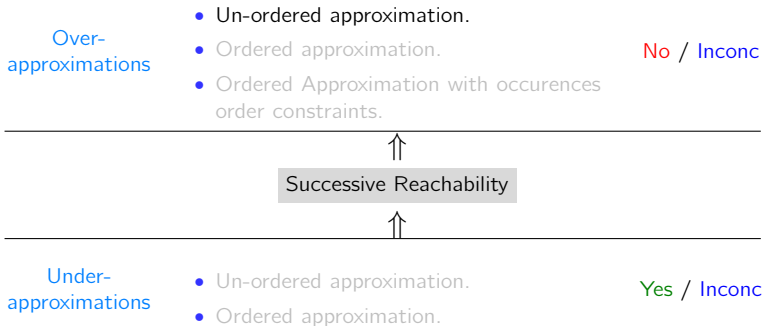 Over-
approximations
• Un-ordered approximation.
• Ordered approximation.
• Ordered Approximation with occurences
order constraints.
No / Inconc
⇑
Successive Reachability
⇑
Under-
approximations
• Un-ordered approximation.
• Ordered approximation.
Yes / Inconc